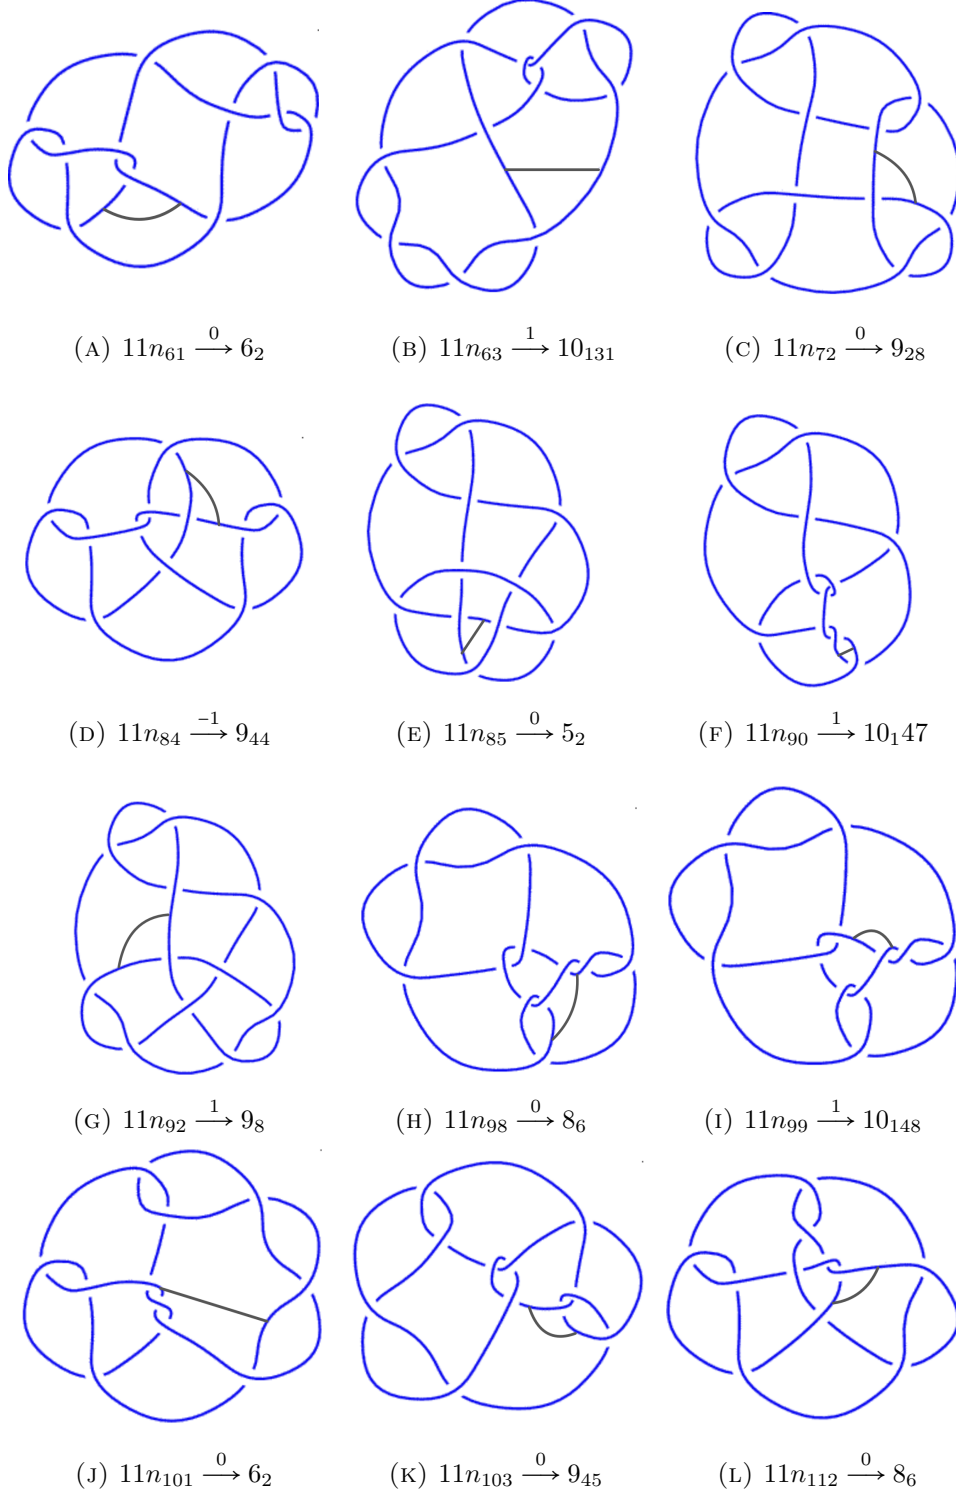 (A) 11n₆₁ —0→ 6₂
(B) 11n₆₃ —1→ 10₁₃₁
(C) 11n₇₂ —0→ 9₂₈
(D) 11n₈₄ —−1→ 9₄₄
(E) 11n₈₅ —0→ 5₂
(F) 11n₉₀ —1→ 10₁47
(G) 11n₉₂ —1→ 9₈
(H) 11n₉₈ —0→ 8₆
(I) 11n₉₉ —1→ 10₁₄₈
(J) 11n₁₀₁ —0→ 6₂
(K) 11n₁₀₃ —0→ 9₄₅
(L) 11n₁₁₂ —0→ 8₆